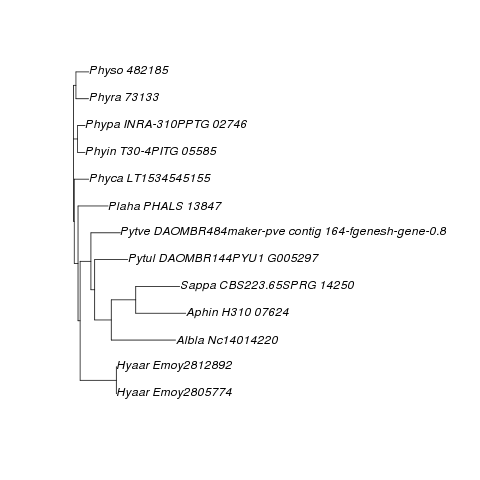 Physo 482185
Phyra 73133
Phypa INRA-310PPTG 02746
Phyin T30-4PITG 05585
Phyca LT1534545155
Plaha PHALS 13847
Pytve DAOMBR484maker-pve contig 164-fgenesh-gene-0.8
Pytul DAOMBR144PYU1 G005297
Sappa CBS223.65SPRG 14250
Aphin H310 07624
Albla Nc14014220
Hyaar Emoy2812892
Hyaar Emoy2805774